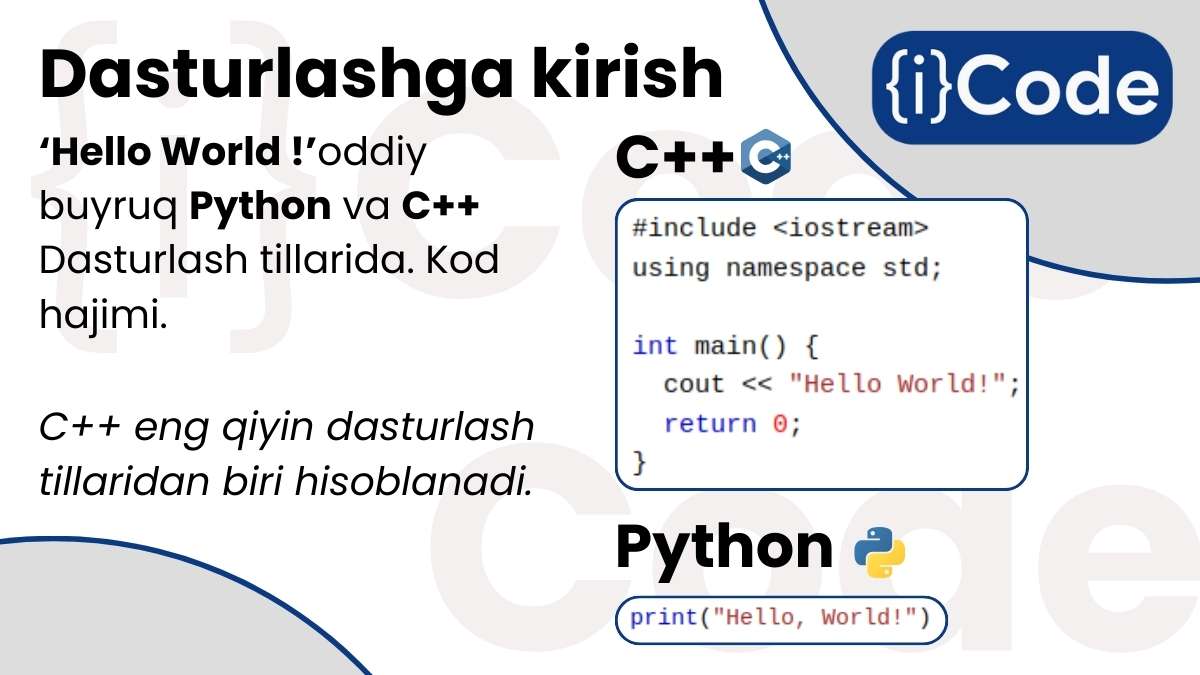 Dasturlashga kirish
{i}Code
‘Hello World !’oddiy
buyruq Python va C++
Dasturlash tillarida. Kod
hajimi.
C++ eng qiyin dasturlash
tillaridan biri hisoblanadi.
C++
#include <iostream>
using namespace std;
int main() {
  cout << "Hello World!";
  return 0;
}
Python
print("Hello, World!")